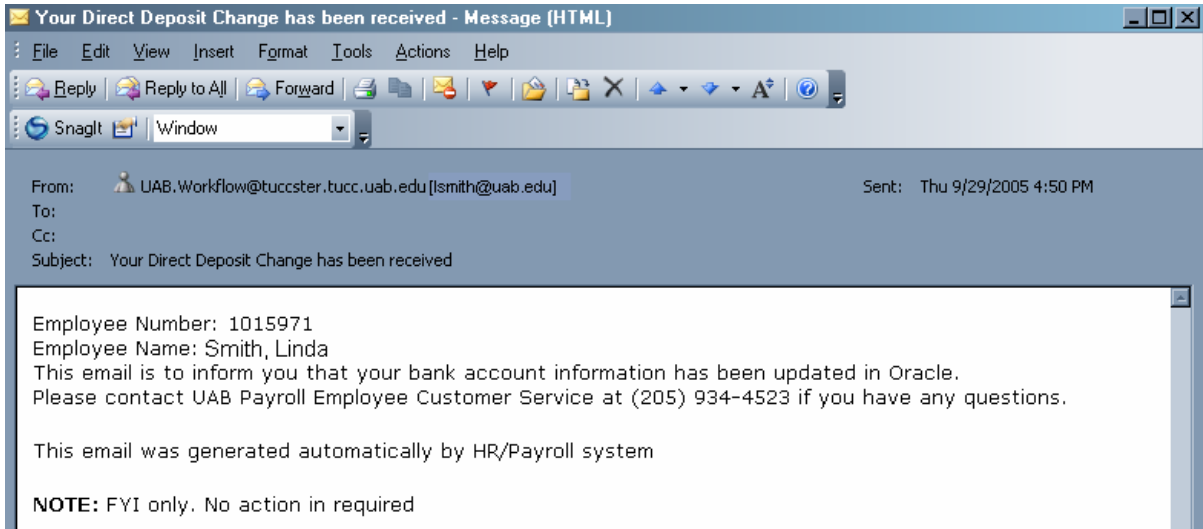 Your Direct Deposit Change has been received - Message (HTML)
File Edit View Insert Format Tools Actions Help
Reply Reply to All Forward A
SnagIt Window
From: UAB.Workflow@tuccster.tucc.uab.edu [lsmith@uab.edu] Sent: Thu 9/29/2005 4:50 PM
To:
Cc:
Subject: Your Direct Deposit Change has been received
Employee Number: 1015971
Employee Name: Smith, Linda
This email is to inform you that your bank account information has been updated in Oracle.
Please contact UAB Payroll Employee Customer Service at (205) 934-4523 if you have any questions.
This email was generated automatically by HR/Payroll system
NOTE: FYI only. No action in required